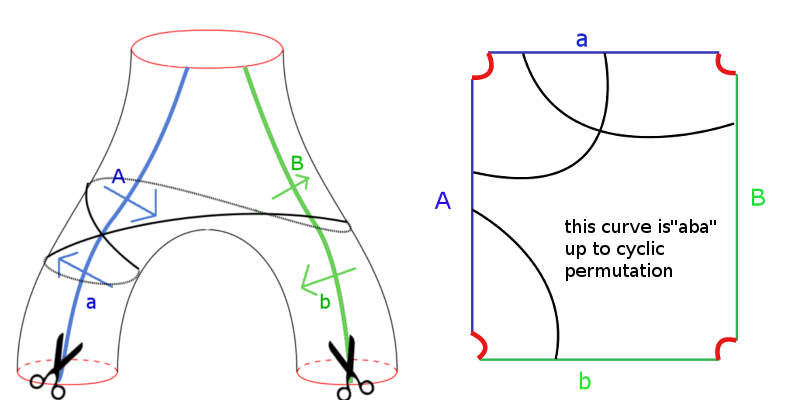 a
A
B
A
B
this curve is"aba"
up to cyclic
permutation
a
b
b